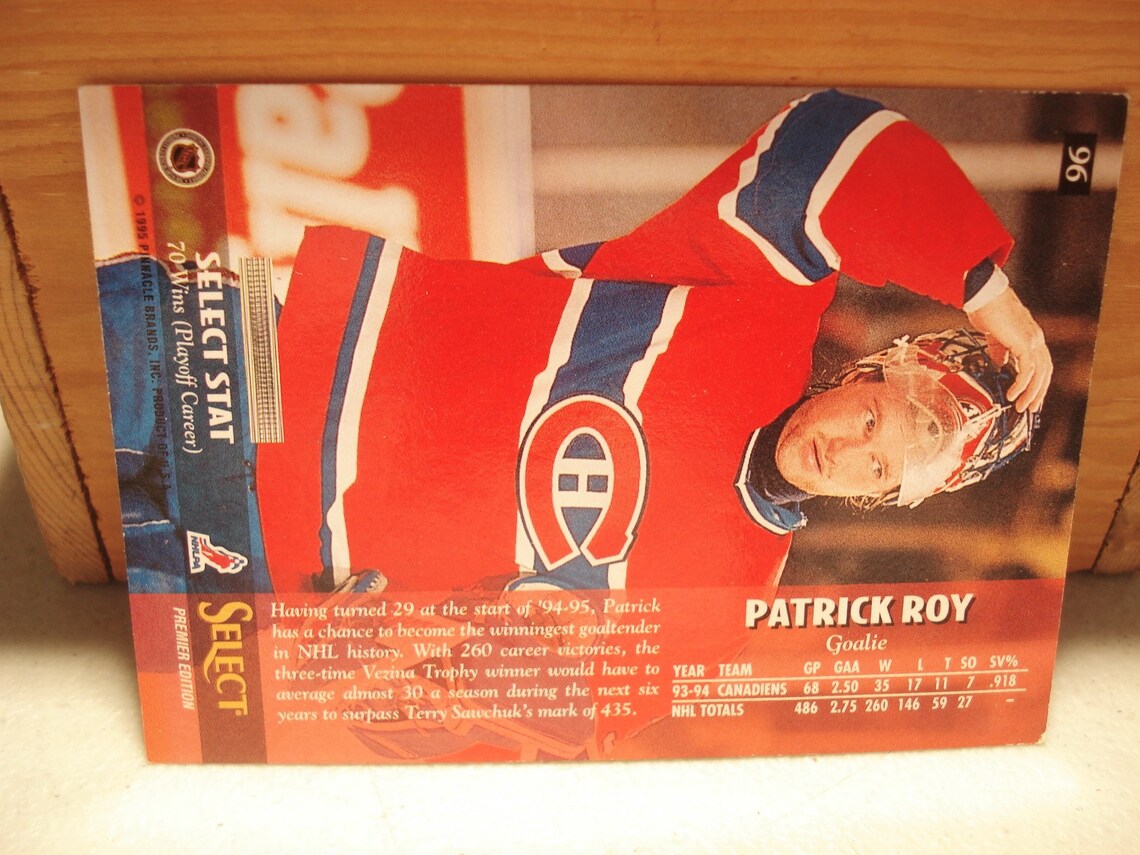 96
PATRICK ROY
Goalie
YEAR TEAM GP GAA W L T SO SV%
93-94 CANADIENS 68 2.50 35 17 11 7 .918
NHL TOTALS 486 2.75 260 146 59 27 –
Having turned 29 at the start of '94-95, Patrick
has a chance to become the winningest goaltender
in NHL history. With 260 career victories, the
three-time Vezina Trophy winner would have to
average almost 30 a season during the next six
years to surpass Terry Sawchuk's mark of 435.
SELECT STAT
70 Wins (Playoff Career)
© 1995 PINNACLE BRANDS, INC. PRODUCT OF U.S.A.
NHLPA
SELECT
PREMIER EDITION
CH